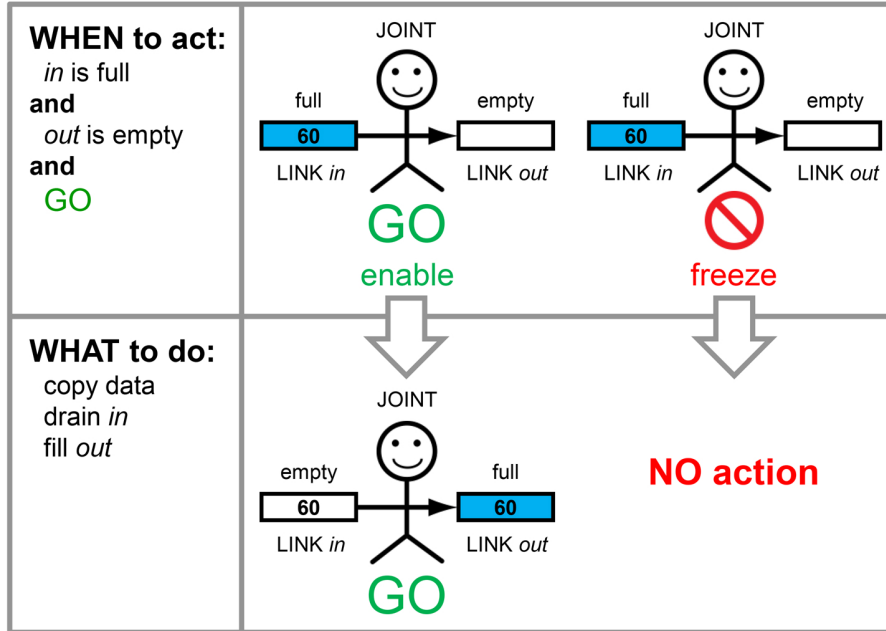 WHEN to act:
in is full
and
out is empty
and
GO
JOINT
full
empty
60
LINK in
LINK out
GO
enable
JOINT
full
empty
60
LINK in
LINK out
freeze
WHAT to do:
copy data
drain in
fill out
JOINT
empty
full
60
60
LINK in
LINK out
GO
NO action